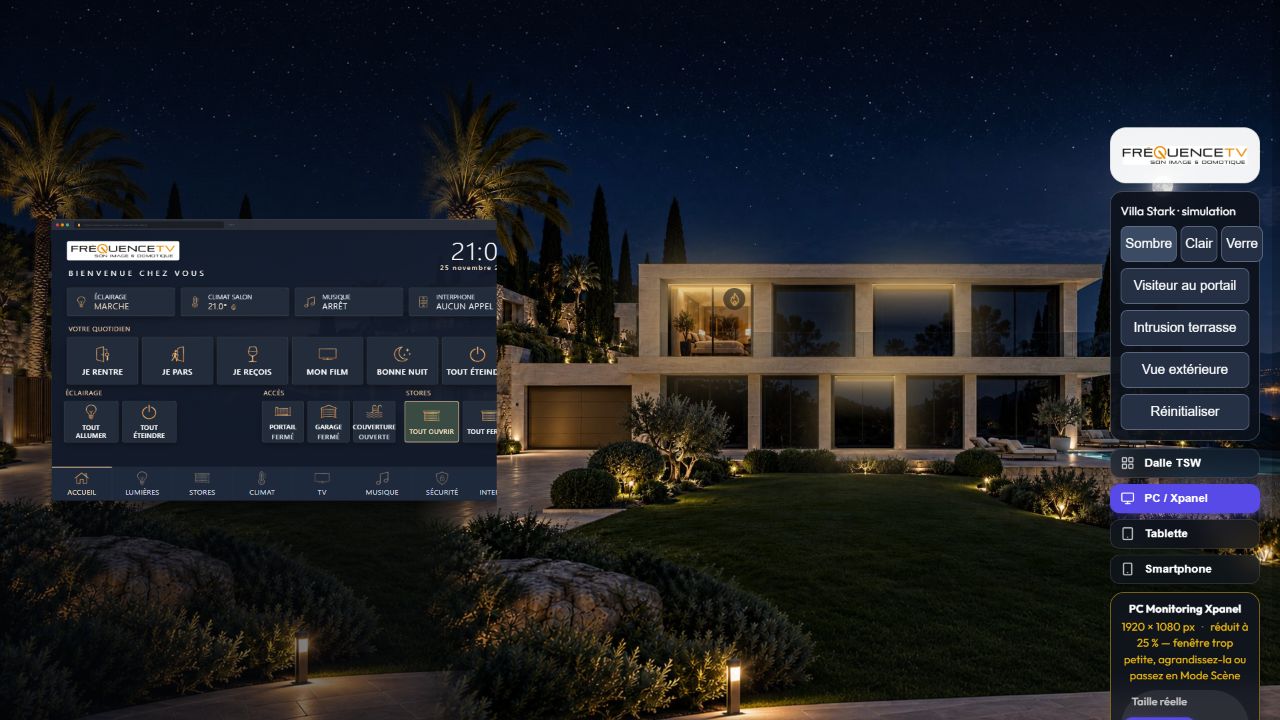 FRÉQUENCETV
SON IMAGE & DOMOTIQUE
21:0
BIENVENUE CHEZ VOUS
25 novembre 2
ÉCLAIRAGE
MARCHE
CLIMAT SALON
21.0°
MUSIQUE
ARRÊT
INTERPHONE
AUCUN APPEL
VOTRE QUOTIDIEN
JE RENTRE
JE PARS
JE REÇOIS
MON FILM
BONNE NUIT
TOUT ÉTEIND
ÉCLAIRAGE
ACCÈS
STORES
TOUT ALLUMER
TOUT ÉTEINDRE
PORTAIL
FERMÉ
GARAGE
FERMÉ
COUVERTURE
OUVERTE
TOUT OUVRIR
TOUT FER
ACCUEIL
LUMIÈRES
STORES
CLIMAT
TV
MUSIQUE
SÉCURITÉ
INTER
FRÉQUENCETV
SON IMAGE & DOMOTIQUE
Villa Stark · simulation
Sombre
Clair
Verre
Visiteur au portail
Intrusion terrasse
Vue extérieure
Réinitialiser
Dalle TSW
PC / Xpanel
Tablette
Smartphone
PC Monitoring Xpanel
1920 × 1080 px · réduit à
25 % — fenêtre trop
petite, agrandissez-la ou
passez en Mode Scène
Taille réelle